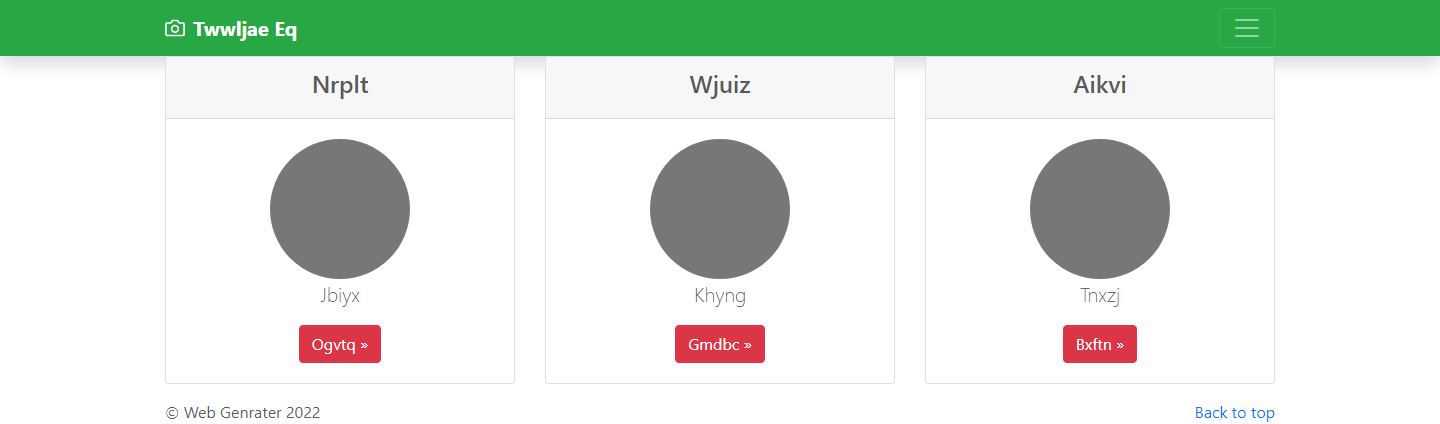 Twwljae Eq
Nrplt
Wjuiz
Aikvi
Jbiyx
Khyng
Tnxzj
Ogvtq »
Gmdbc »
Bxftn »
© Web Genrater 2022
Back to top